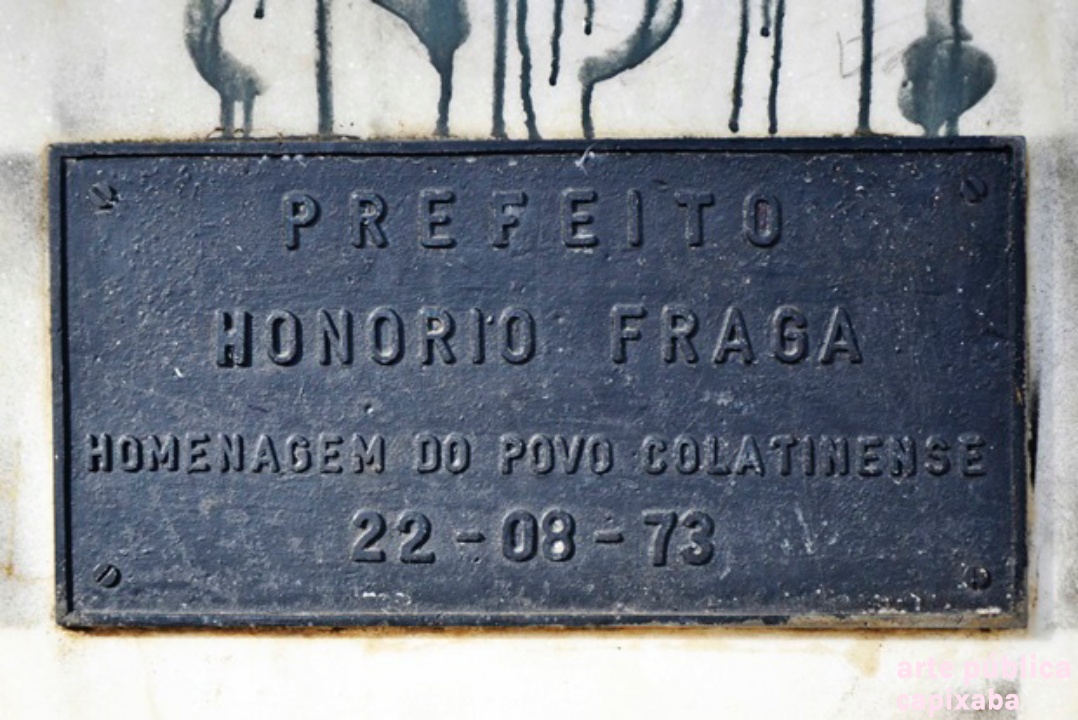 PREFEITO
HONORIO FRAGA
HOMENAGEM DO POVO COLATINENSE
22-08-73
arte pública
capixaba